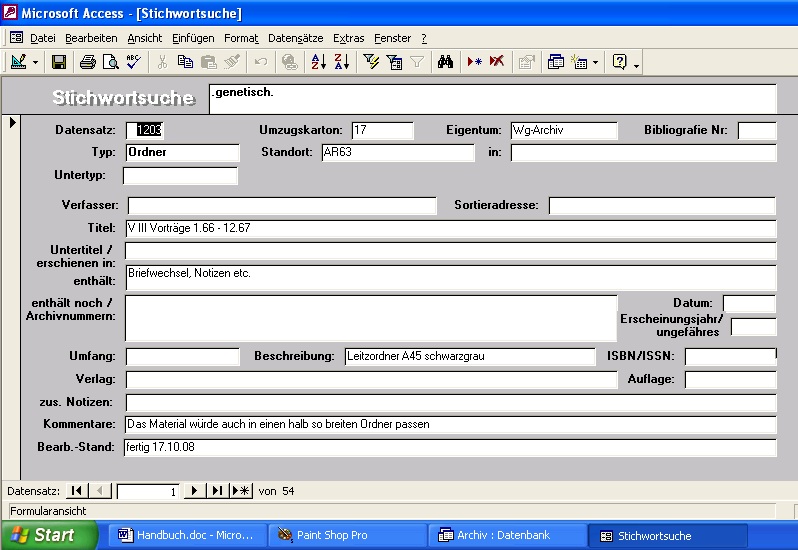 Microsoft Access - [Stichwortsuche]
Datei Bearbeiten Ansicht Einfügen Format Datensätze Extras Fenster ?
Stichwortsuche .genetisch.
Datensatz: 1203 Umzugskarton: 17 Eigentum: Wg-Archiv Bibliografie Nr:
Typ: Ordner Standort: AR63 in:
Untertyp:
Verfasser: Sortieradresse:
Titel: V III Vorträge 1.66 - 12.67
Untertitel /
erschienen in:
enthält: Briefwechsel, Notizen etc.
enthält noch / Datum:
Archivnummern: Erscheinungsjahr/
ungefähres
Umfang: Beschreibung: Leitzordner A45 schwarzgrau ISBN/ISSN:
Verlag: Auflage:
zus. Notizen:
Kommentare: Das Material würde auch in einen halb so breiten Ordner passen
Bearb.-Stand: fertig 17.10.08
Datensatz: 1 von 54
Formularansicht
Start Handbuch.doc - Micro... Paint Shop Pro Archiv : Datenbank Stichwortsuche